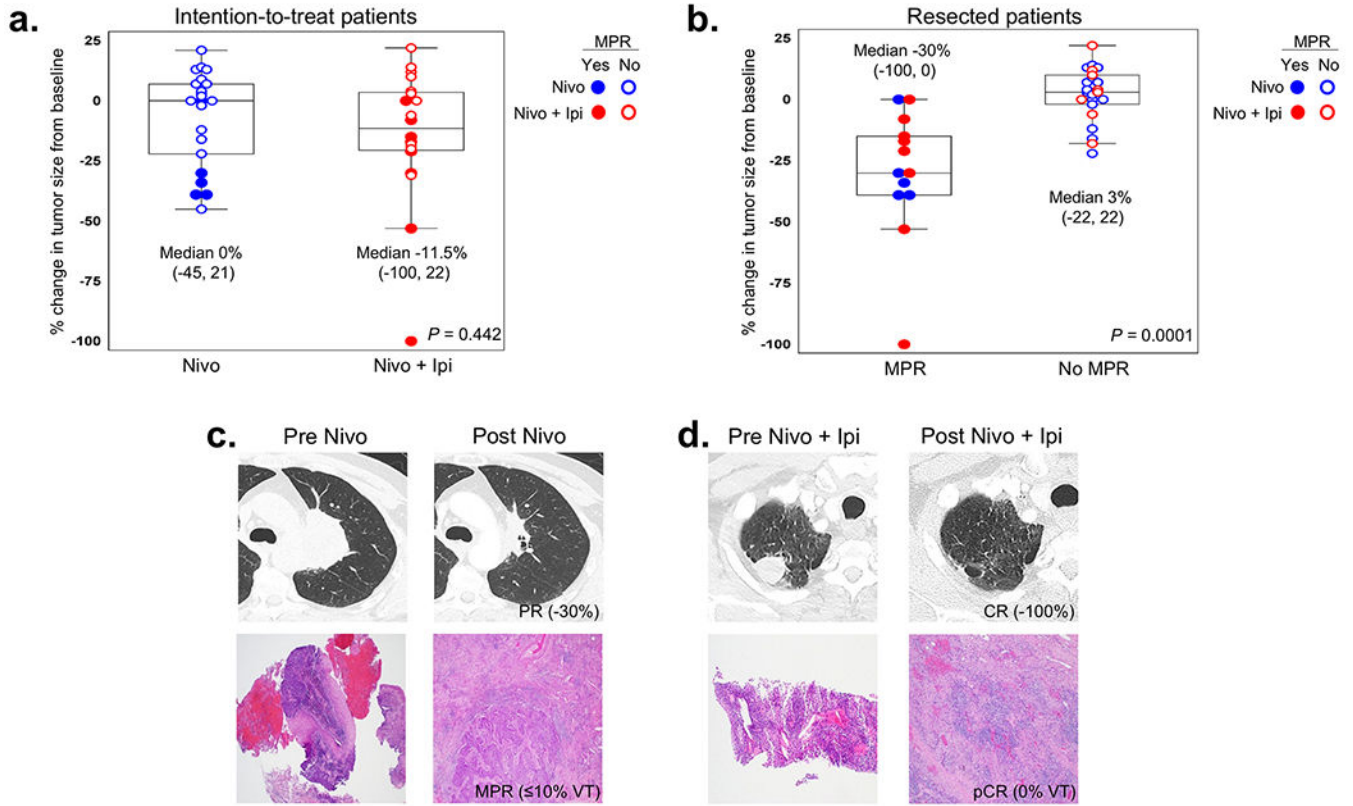 a.
Intention-to-treat patients
% change in tumor size from baseline
25
0
-25
-50
-75
-100
Median 0%
(-45, 21)
Median -11.5%
(-100, 22)
P = 0.442
Nivo
Nivo + Ipi
MPR
Yes No
Nivo
Nivo + Ipi
b.
Resected patients
% change in tumor size from baseline
25
0
-25
-50
-75
-100
Median -30%
(-100, 0)
Median 3%
(-22, 22)
P = 0.0001
MPR
No MPR
MPR
Yes No
Nivo
Nivo + Ipi
c.
Pre Nivo
Post Nivo
PR (-30%)
MPR (≤10% VT)
d.
Pre Nivo + Ipi
Post Nivo + Ipi
CR (-100%)
pCR (0% VT)